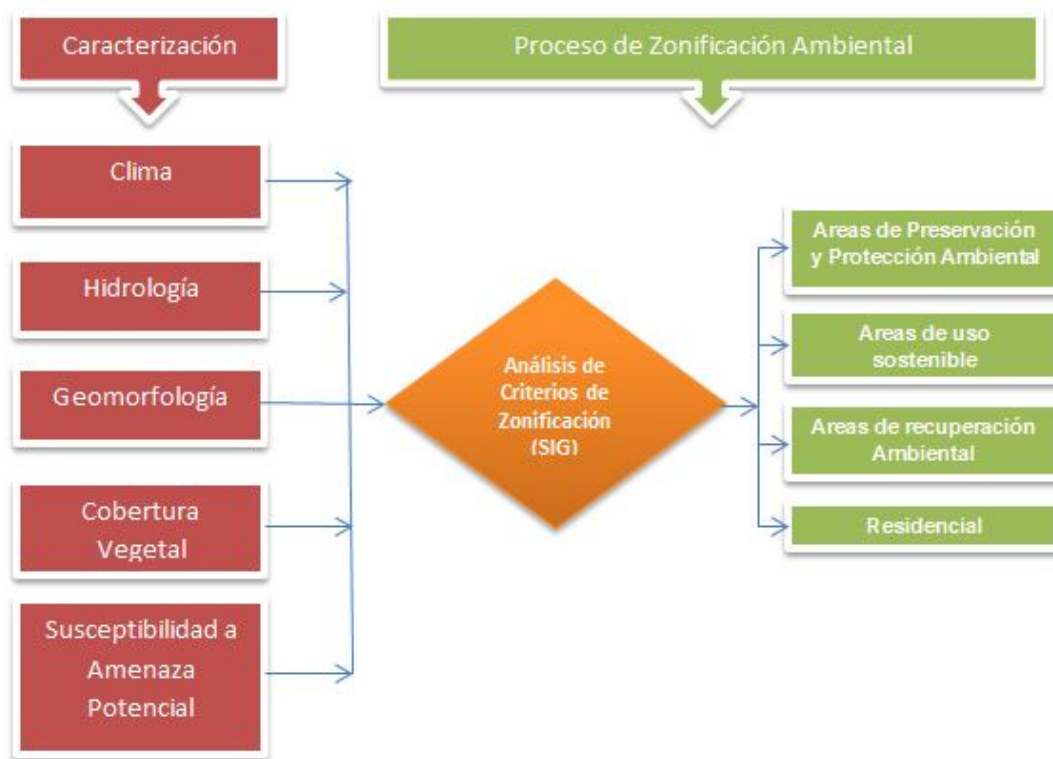 Caracterización
Proceso de Zonificación Ambiental
Clima
Hidrología
Geomorfología
Cobertura
Vegetal
Susceptibilidad a
Amenaza
Potencial
Análisis de
Criterios de
Zonificación
(SIG)
Areas de Preservación
y Protección Ambiental
Areas de uso
sostenible
Areas de recuperación
Ambiental
Residencial